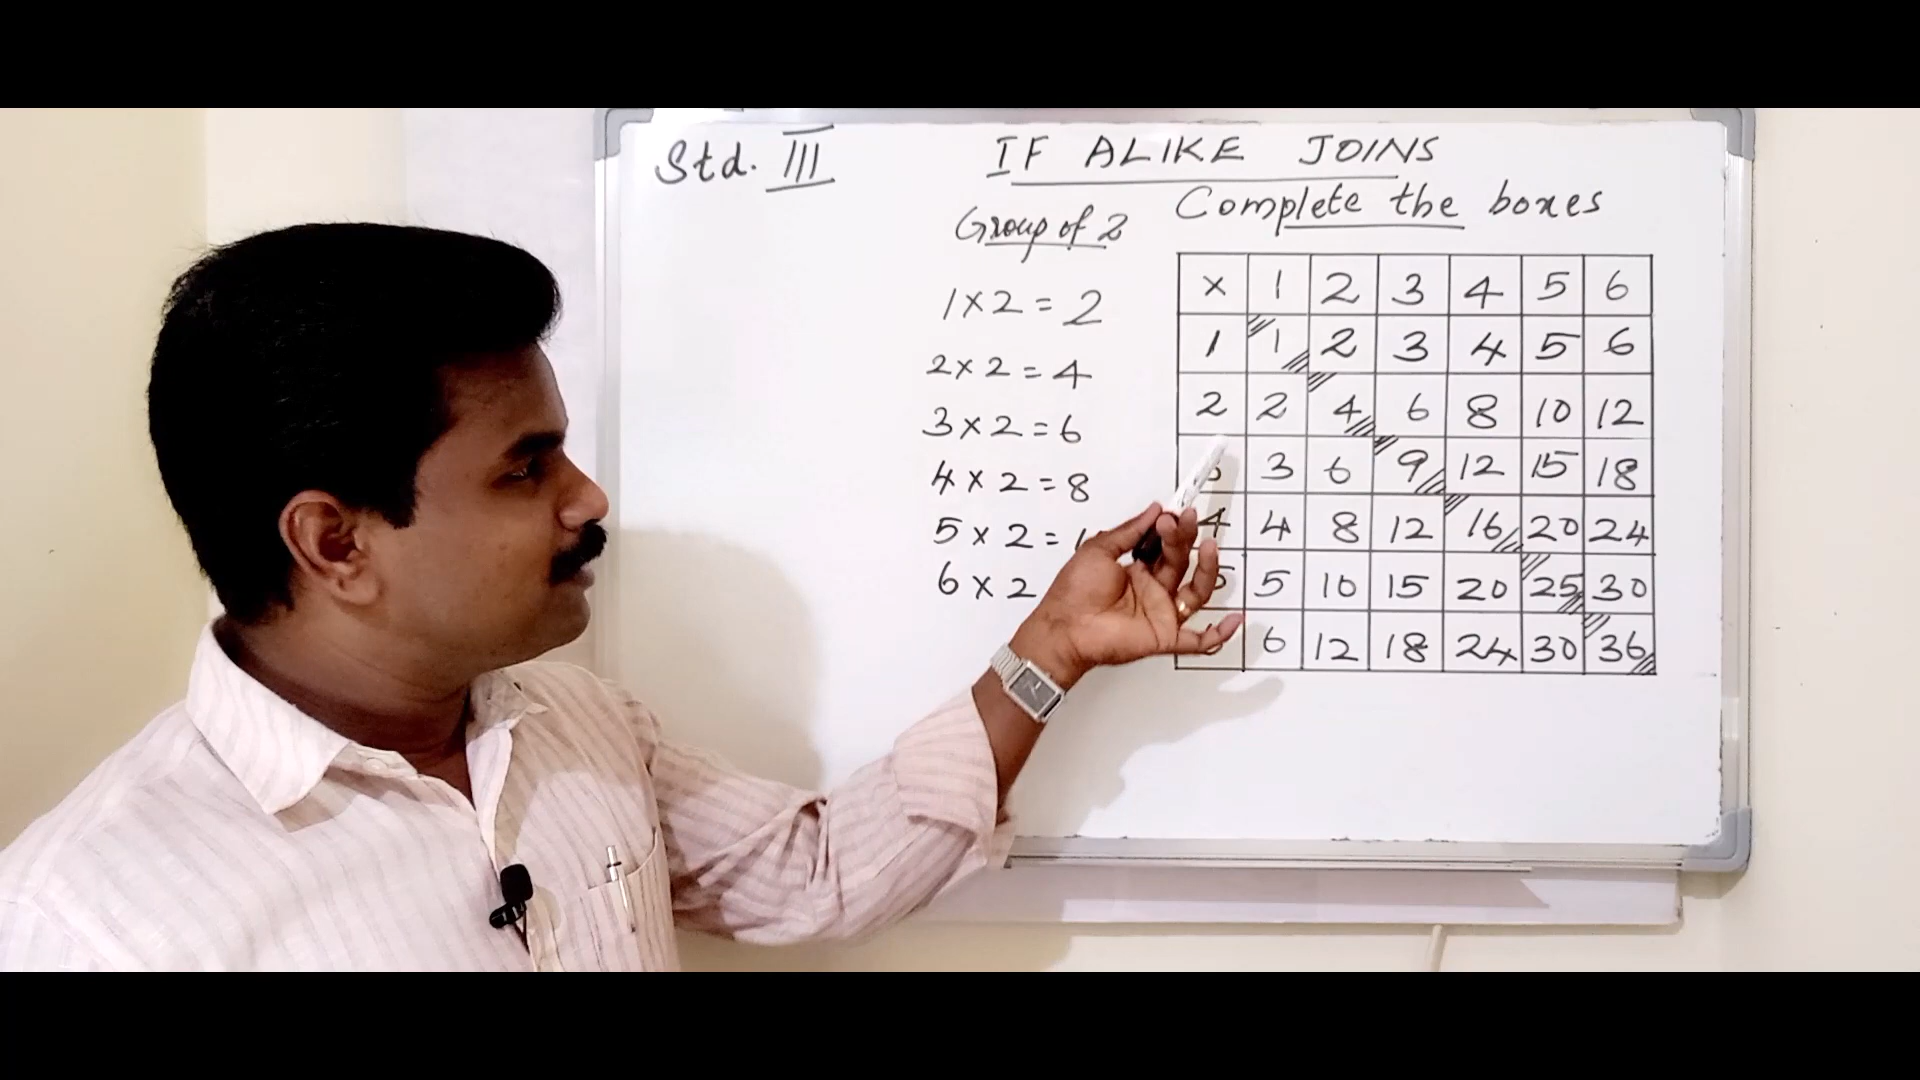 Std. III
IF ALIKE JOINS
Complete the boxes
Group of 2
1 × 2 = 2
2 × 2 = 4
3 × 2 = 6
4 × 2 = 8
5 × 2 =
6 × 2
× 1 2 3 4 5 6
1 1 2 3 4 5 6
2 2 4 6 8 10 12
3 6 9 12 15 18
4 4 8 12 16 20 24
5 5 10 15 20 25 30
6 12 18 24 30 36